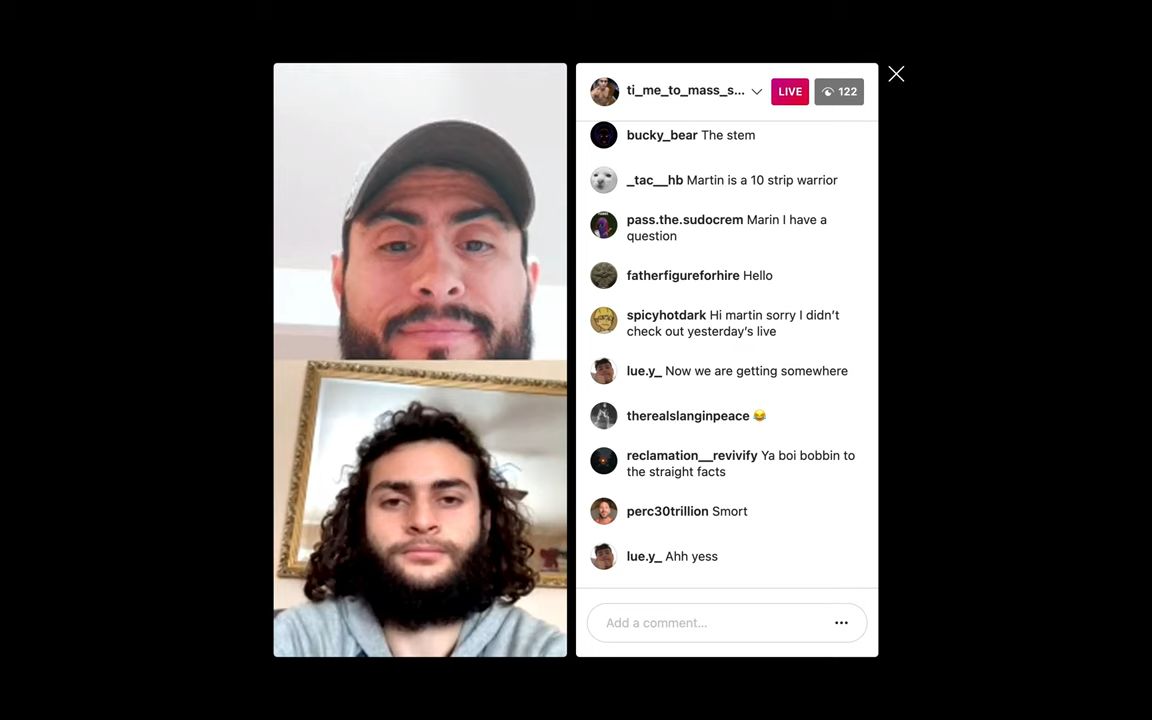 ti_me_to_mass_s... LIVE 122
bucky_bear The stem
_tac__hb Martin is a 10 strip warrior
pass.the.sudocrem Marin I have a
question
fatherfigureforhire Hello
spicyhotdark Hi martin sorry I didn't
check out yesterday's live
lue.y_ Now we are getting somewhere
therealslanginpeace 😂
reclamation__revivify Ya boi bobbin to
the straight facts
perc30trillion Smort
lue.y_ Ahh yess
Add a comment...